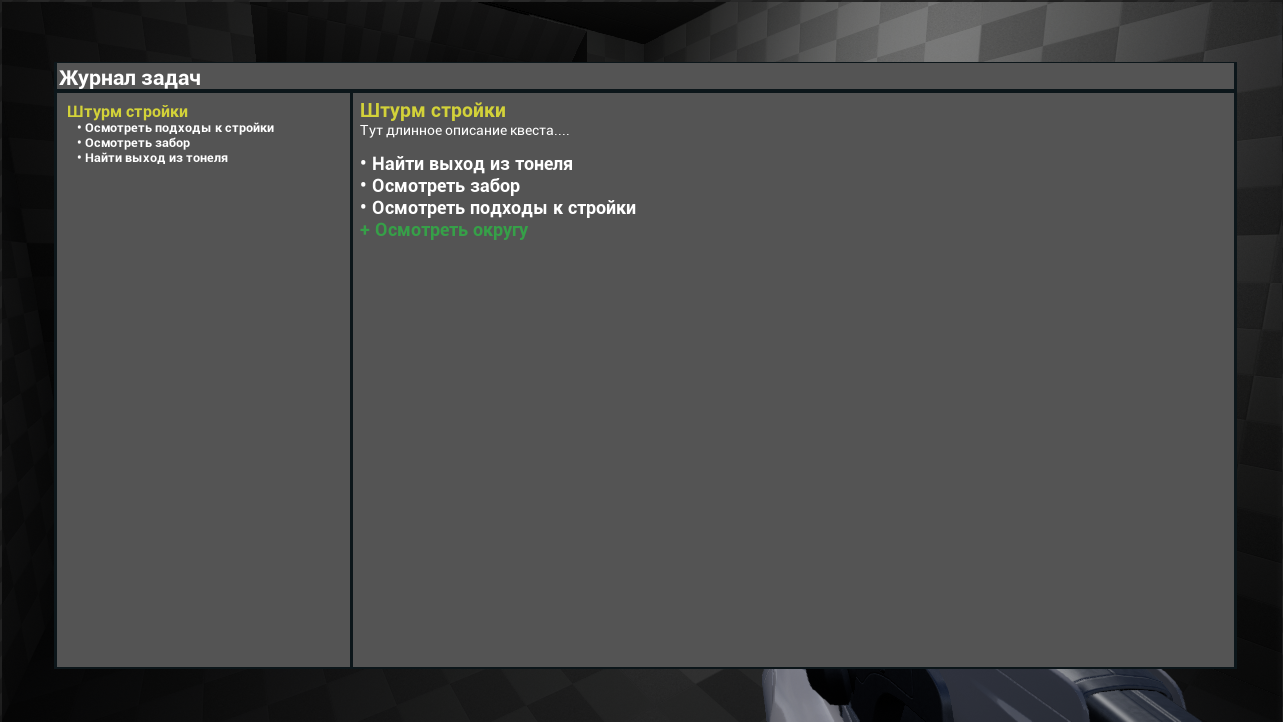 Журнал задач
Штурм стройки
• Осмотреть подходы к стройки
• Осмотреть забор
• Найти выход из тонеля
Штурм стройки
Тут длинное описание квеста....
• Найти выход из тонеля
• Осмотреть забор
• Осмотреть подходы к стройки
+ Осмотреть округу